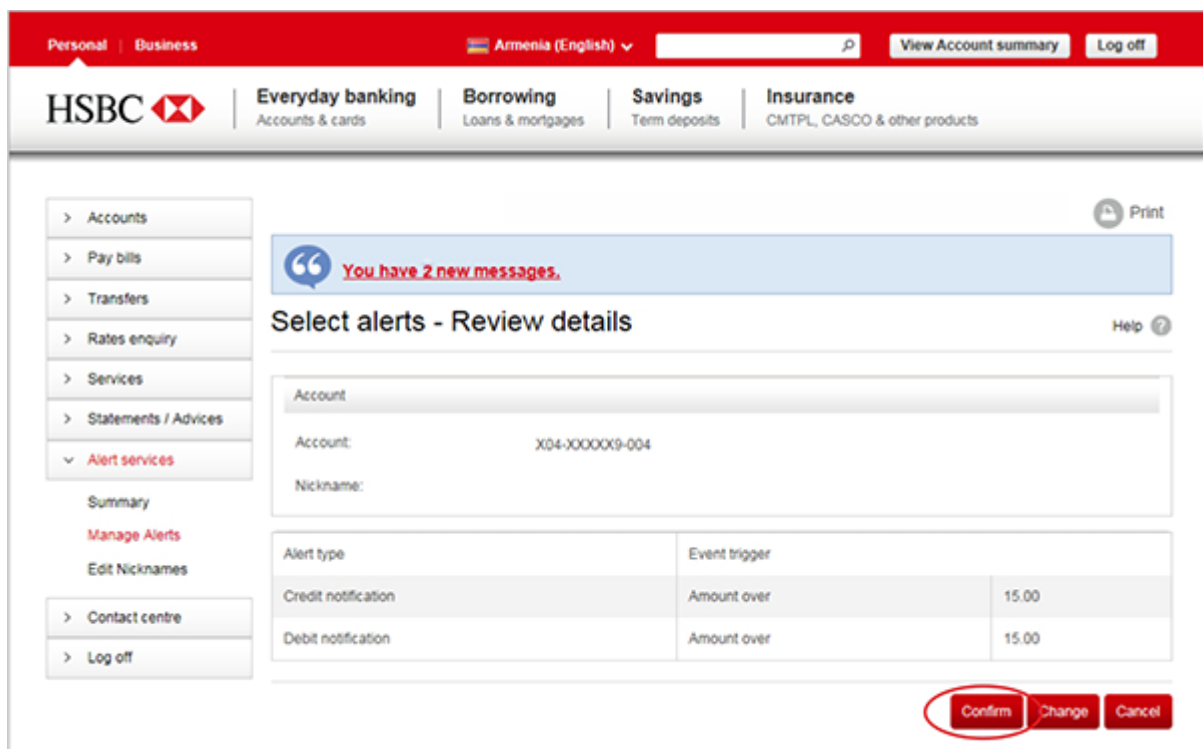 Personal | Business Armenia (English) View Account summary Log off
HSBC
Everyday banking Borrowing Savings Insurance
Accounts & cards Loans & mortgages Term deposits CMTPL, CASCO & other products
Print
> Accounts
> Pay bills
> Transfers
> Rates enquiry
> Services
> Statements / Advices
Alert services
Summary
Manage Alerts
Edit Nicknames
> Contact centre
> Log off
You have 2 new messages.
Select alerts - Review details
Help ?
Account
Account: X04-XXXXX9-004
Nickname:
Alert type Event trigger
Credit notification Amount over 15.00
Debit notification Amount over 15.00
Confirm Change Cancel